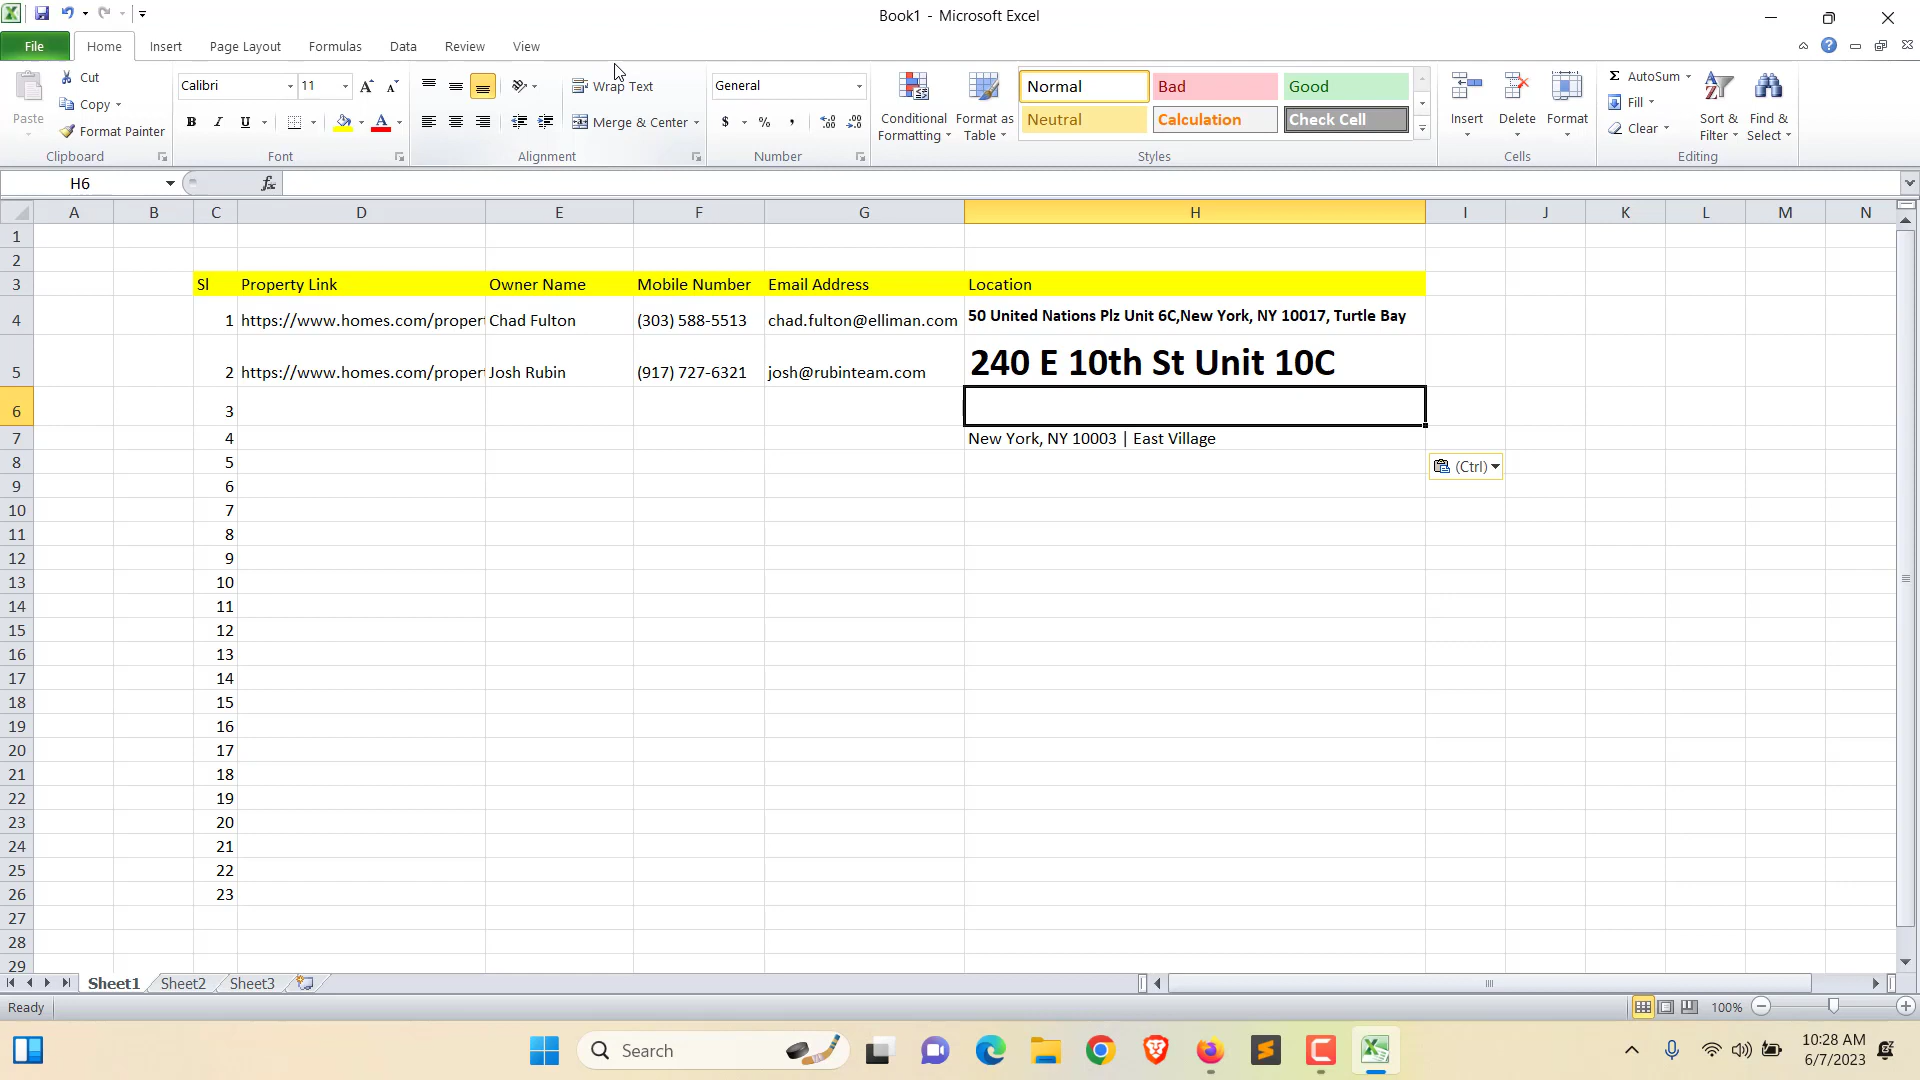 Book1 - Microsoft Excel
File Home Insert Page Layout Formulas Data Review View
Paste
Cut
Copy
Format Painter
Clipboard
Calibri 11
B I U A
Font
Wrap Text
Merge & Center
Alignment
General
$ % ,
Number
Conditional Formatting
Format as Table
Normal Bad Good
Neutral Calculation Check Cell
Styles
Insert Delete Format
Cells
Σ AutoSum
Fill
Clear
Sort & Filter
Find & Select
Editing
H6 fx
A B C D E F G H I J K L M N
1
2
3 Sl Property Link Owner Name Mobile Number Email Address Location
4 1 https://www.homes.com/propert Chad Fulton (303) 588-5513 chad.fulton@elliman.com 50 United Nations Plz Unit 6C,New York, NY 10017, Turtle Bay
5 2 https://www.homes.com/propert Josh Rubin (917) 727-6321 josh@rubinteam.com 240 E 10th St Unit 10C
6 3
7 4 New York, NY 10003 | East Village
8 5 (Ctrl)
9 6
10 7
11 8
12 9
13 10
14 11
15 12
16 13
17 14
18 15
19 16
20 17
21 18
22 19
23 20
24 21
25 22
26 23
27
28
29
Sheet1 Sheet2 Sheet3
Ready 100%
Search
10:28 AM
6/7/2023